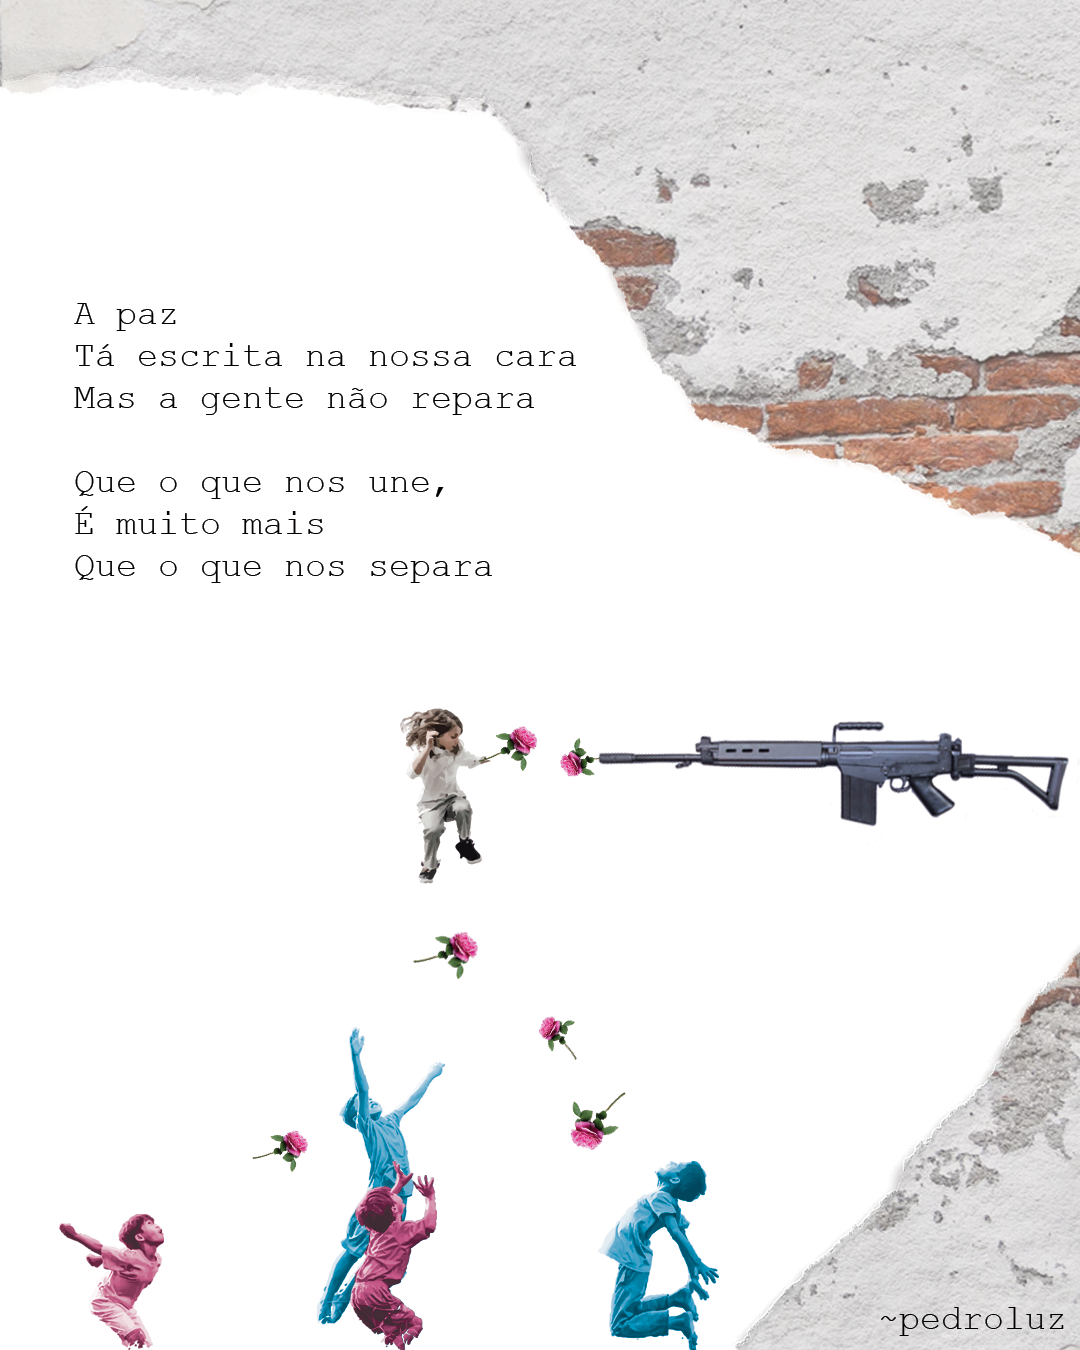 A paz
Tá escrita na nossa cara
Mas a gente não repara
Que o que nos une,
É muito mais
Que o que nos separa
~pedroluz